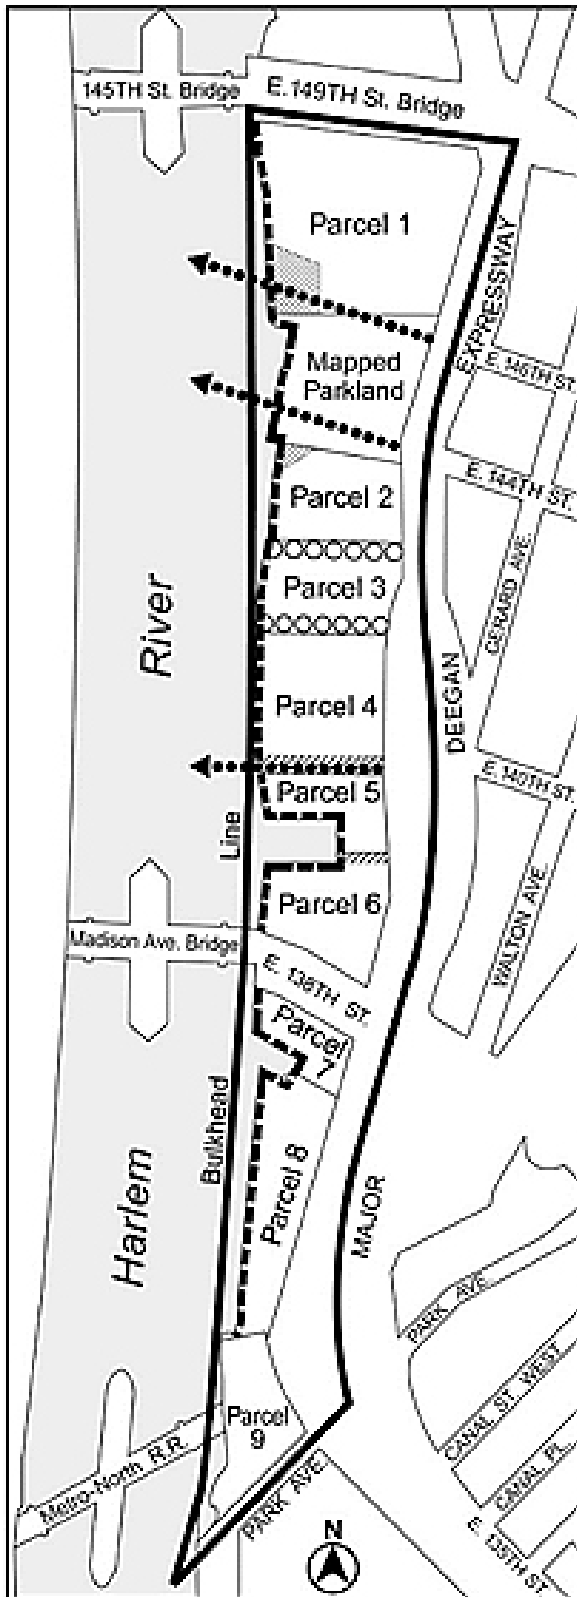 145TH St. Bridge
E. 149TH St. Bridge
Parcel 1
EXPRESSWAY
E. 146TH ST.
Mapped
Parkland
E. 144TH ST.
Parcel 2
GERARD AVE.
Parcel 3
River
DEEGAN
Parcel 4
E. 140TH ST.
Parcel 5
Line
WALTON AVE.
Parcel 6
Madison Ave. Bridge
E. 138TH ST.
Parcel
7
Bulkhead
Parcel 8
Harlem
MAJOR
PARK AVE.
CANAL ST. WEST
Parcel
9
CANAL PL.
Metro-North R.R.
PARK AVE.
E. 135TH ST.
N